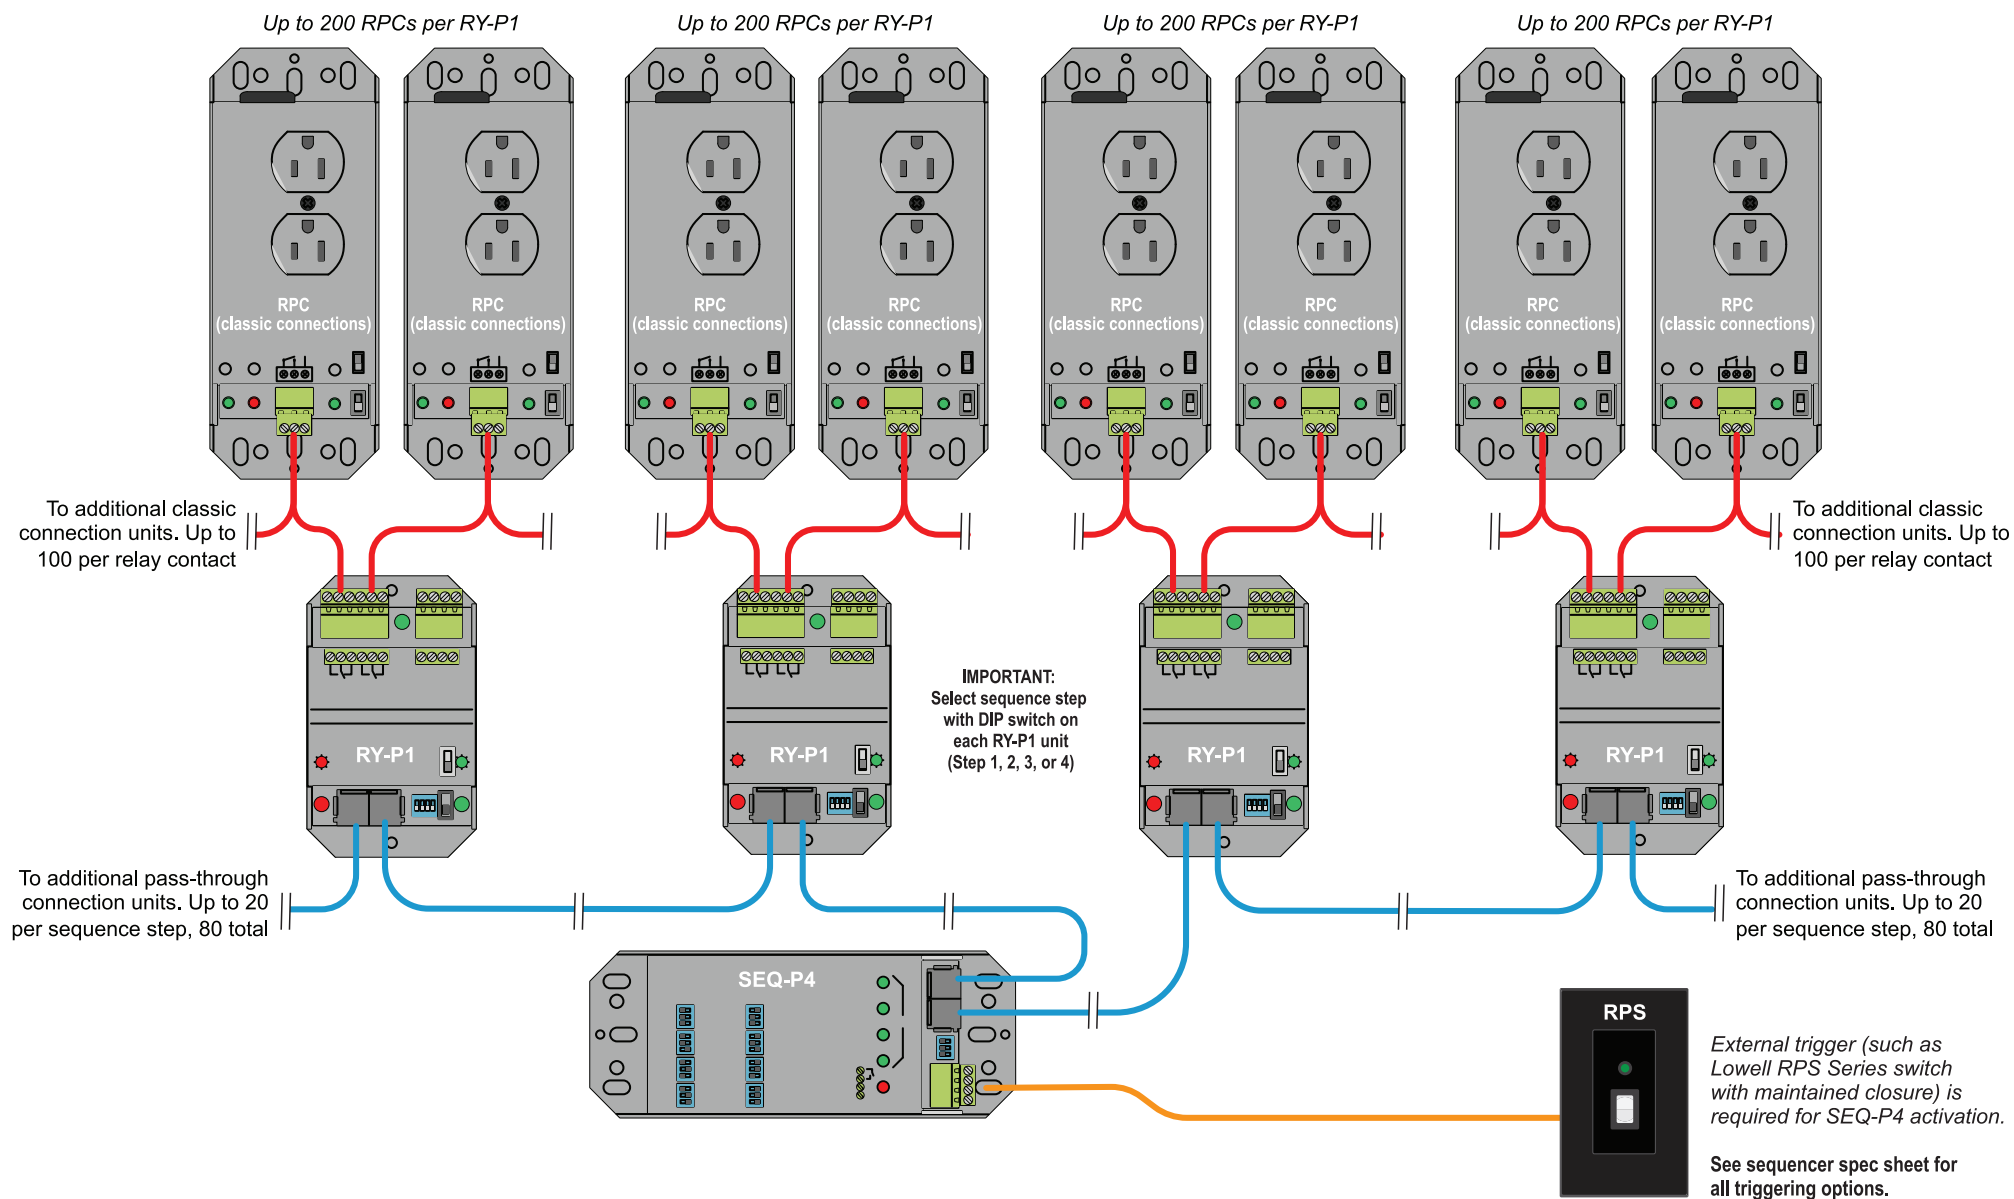 Up to 200 RPCs per RY-P1
Up to 200 RPCs per RY-P1
Up to 200 RPCs per RY-P1
Up to 200 RPCs per RY-P1
RPC
(classic connections)
RPC
(classic connections)
RPC
(classic connections)
RPC
(classic connections)
RPC
(classic connections)
RPC
(classic connections)
RPC
(classic connections)
RPC
(classic connections)
To additional classic
connection units. Up to
100 per relay contact
To additional classic
connection units. Up to
100 per relay contact
IMPORTANT:
Select sequence step
with DIP switch on
each RY-P1 unit
(Step 1, 2, 3, or 4)
RY-P1
RY-P1
RY-P1
RY-P1
To additional pass-through
connection units. Up to 20
per sequence step, 80 total
To additional pass-through
connection units. Up to 20
per sequence step, 80 total
SEQ-P4
RPS
External trigger (such as
Lowell RPS Series switch
with maintained closure) is
required for SEQ-P4 activation.
See sequencer spec sheet for
all triggering options.